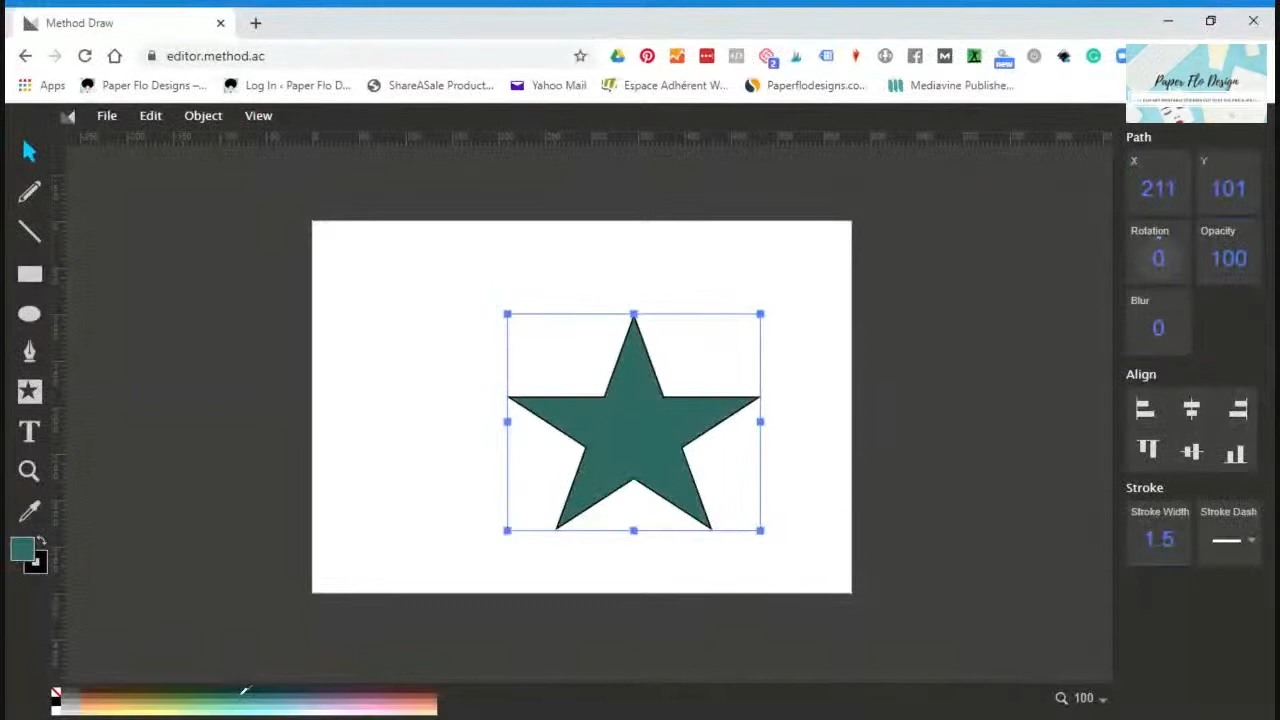 Method Draw
editor.method.ac
2
new
Apps
Paper Flo Designs –...
Log In ‹ Paper Flo D...
ShareASale Product...
Yahoo Mail
Espace Adhérent W...
Paperflodesigns.co...
Mediavine Publishe...
Paper Flo Design
File
Edit
Object
View
Path
X
Y
211
101
Rotation
Opacity
0
100
Blur
0
Align
Stroke
Stroke Width
Stroke Dash
1.5
T
100